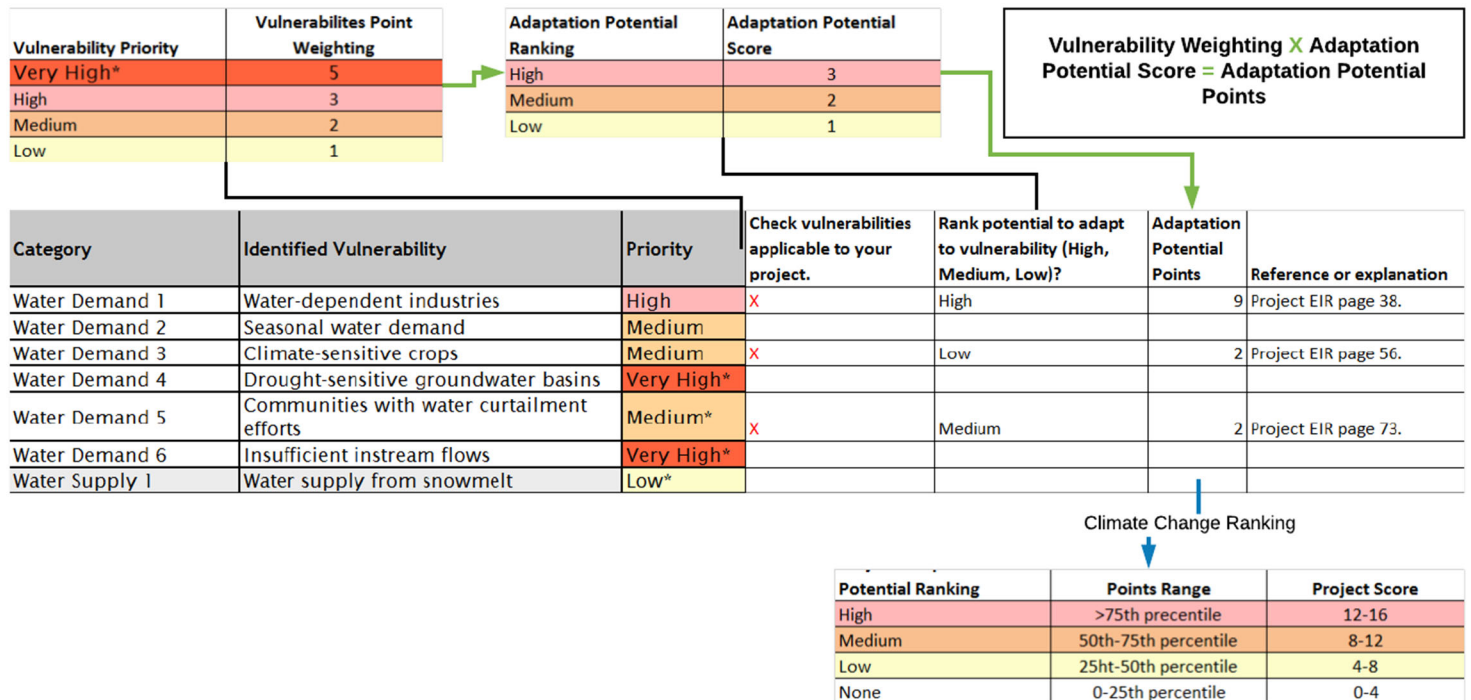 Vulnerability Priority
Vulnerabilites Point
Weighting
Very High* 5
High 3
Medium 2
Low 1
Adaptation Potential
Ranking
Adaptation Potential
Score
High 3
Medium 2
Low 1
Vulnerability Weighting X Adaptation
Potential Score = Adaptation Potential
Points
Category
Identified Vulnerability
Priority
Check vulnerabilities
applicable to your
project.
Rank potential to adapt
to vulnerability (High,
Medium, Low)?
Adaptation
Potential
Points
Reference or explanation
Water Demand 1 Water-dependent industries High X High 9 Project EIR page 38.
Water Demand 2 Seasonal water demand Medium
Water Demand 3 Climate-sensitive crops Medium X Low 2 Project EIR page 56.
Water Demand 4 Drought-sensitive groundwater basins Very High*
Water Demand 5
Communities with water curtailment
efforts
Medium*
X Medium 2 Project EIR page 73.
Water Demand 6 Insufficient instream flows Very High*
Water Supply 1 Water supply from snowmelt Low*
Climate Change Ranking
Potential Ranking Points Range Project Score
High >75th precentile 12-16
Medium 50th-75th percentile 8-12
Low 25ht-50th percentile 4-8
None 0-25th percentile 0-4